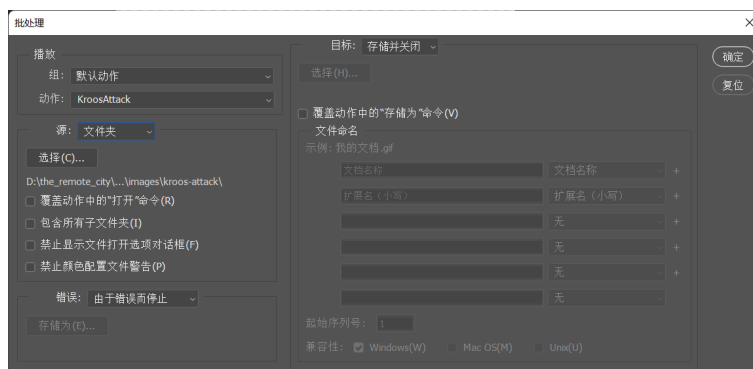 批处理
播放
组: 默认动作
动作: KroosAttack
源: 文件夹
选择(C)...
D:\the_remote_city\...\images\kroos-attack\
覆盖动作中的"打开"命令(R)
包含所有子文件夹(I)
禁止显示文件打开选项对话框(F)
禁止颜色配置文件警告(P)
错误: 由于错误而停止
存储为(E)...
目标: 存储并关闭
选择(H)...
覆盖动作中的"存储为"命令(V)
文件命名
示例: 我的文档.gif
文档名称 文档名称 +
扩展名（小写） 扩展名（小写） +
无 +
无 +
无 +
无
起始序列号: 1
兼容性: Windows(W) Mac OS(M) Unix(U)
确定
复位